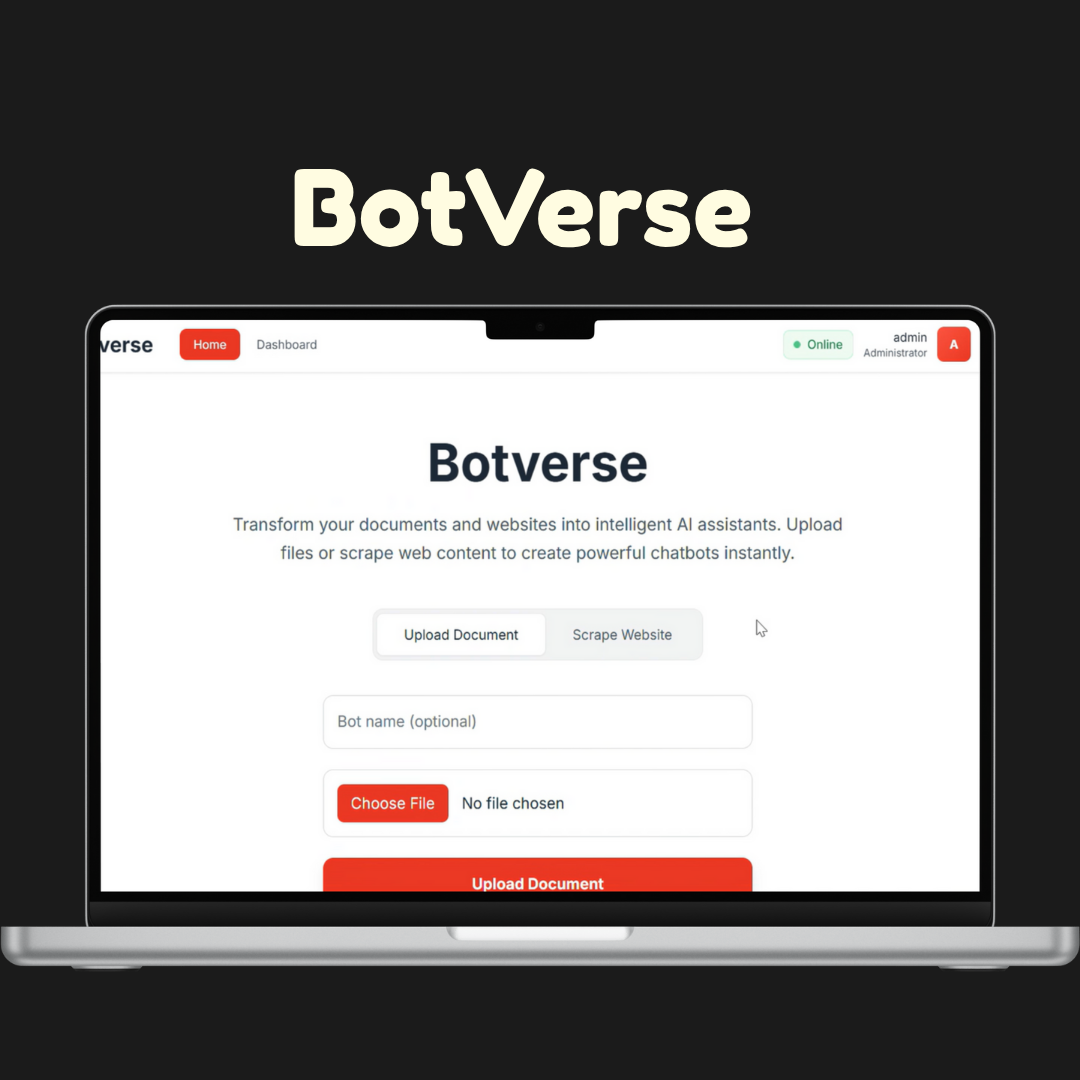 BotVerse
verse Home Dashboard Online admin
Administrator A
Botverse
Transform your documents and websites into intelligent AI assistants. Upload
files or scrape web content to create powerful chatbots instantly.
Upload Document Scrape Website
Bot name (optional)
Choose File No file chosen
Upload Document